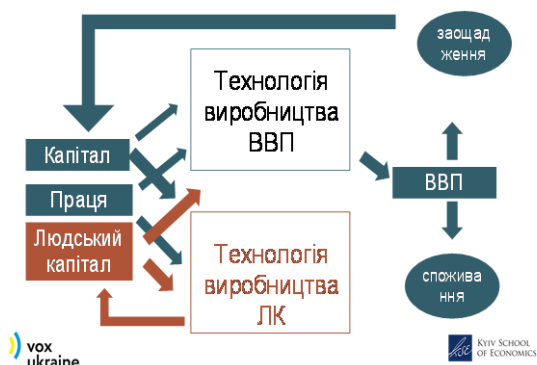 заощад
ження
Технологія
виробництва
ВВП
Капітал
Праця
Людський
капітал
ВВП
Технологія
виробництва
ЛК
спожива
ння
vox
ukraine
KSE
KYIV SCHOOL
OF ECONOMICS